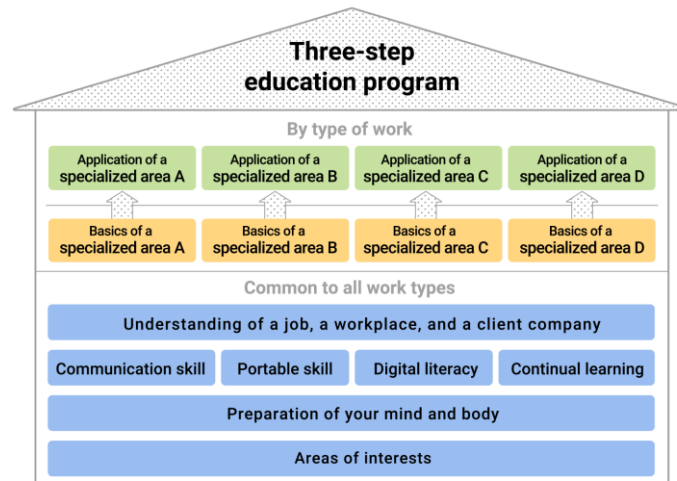 Three-step
education program
By type of work
Application of a
specialized area A
Application of a
specialized area B
Application of a
specialized area C
Application of a
specialized area D
Basics of a
specialized area A
Basics of a
specialized area B
Basics of a
specialized area C
Basics of a
specialized area D
Common to all work types
Understanding of a job, a workplace, and a client company
Communication skill
Portable skill
Digital literacy
Continual learning
Preparation of your mind and body
Areas of interests